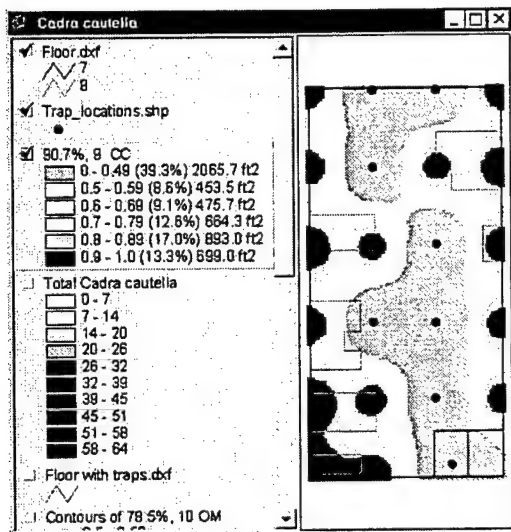 Cadra cautella
Floor.dxf
7
8
Trap_locations.shp
90.7%, 9 CC
0 - 0.49 (39.3%) 2065.7 ft2
0.5 - 0.59 (8.6%) 453.5 ft2
0.6 - 0.69 (9.1%) 475.7 ft2
0.7 - 0.79 (12.6%) 664.3 ft2
0.8 - 0.89 (17.0%) 893.0 ft2
0.9 - 1.0 (13.3%) 699.0 ft2
Total Cadra cautella
0 - 7
7 - 14
14 - 20
20 - 26
26 - 32
32 - 39
39 - 45
45 - 51
51 - 58
58 - 64
Floor with traps.dxf
Contours of 78.5%, 10 OM